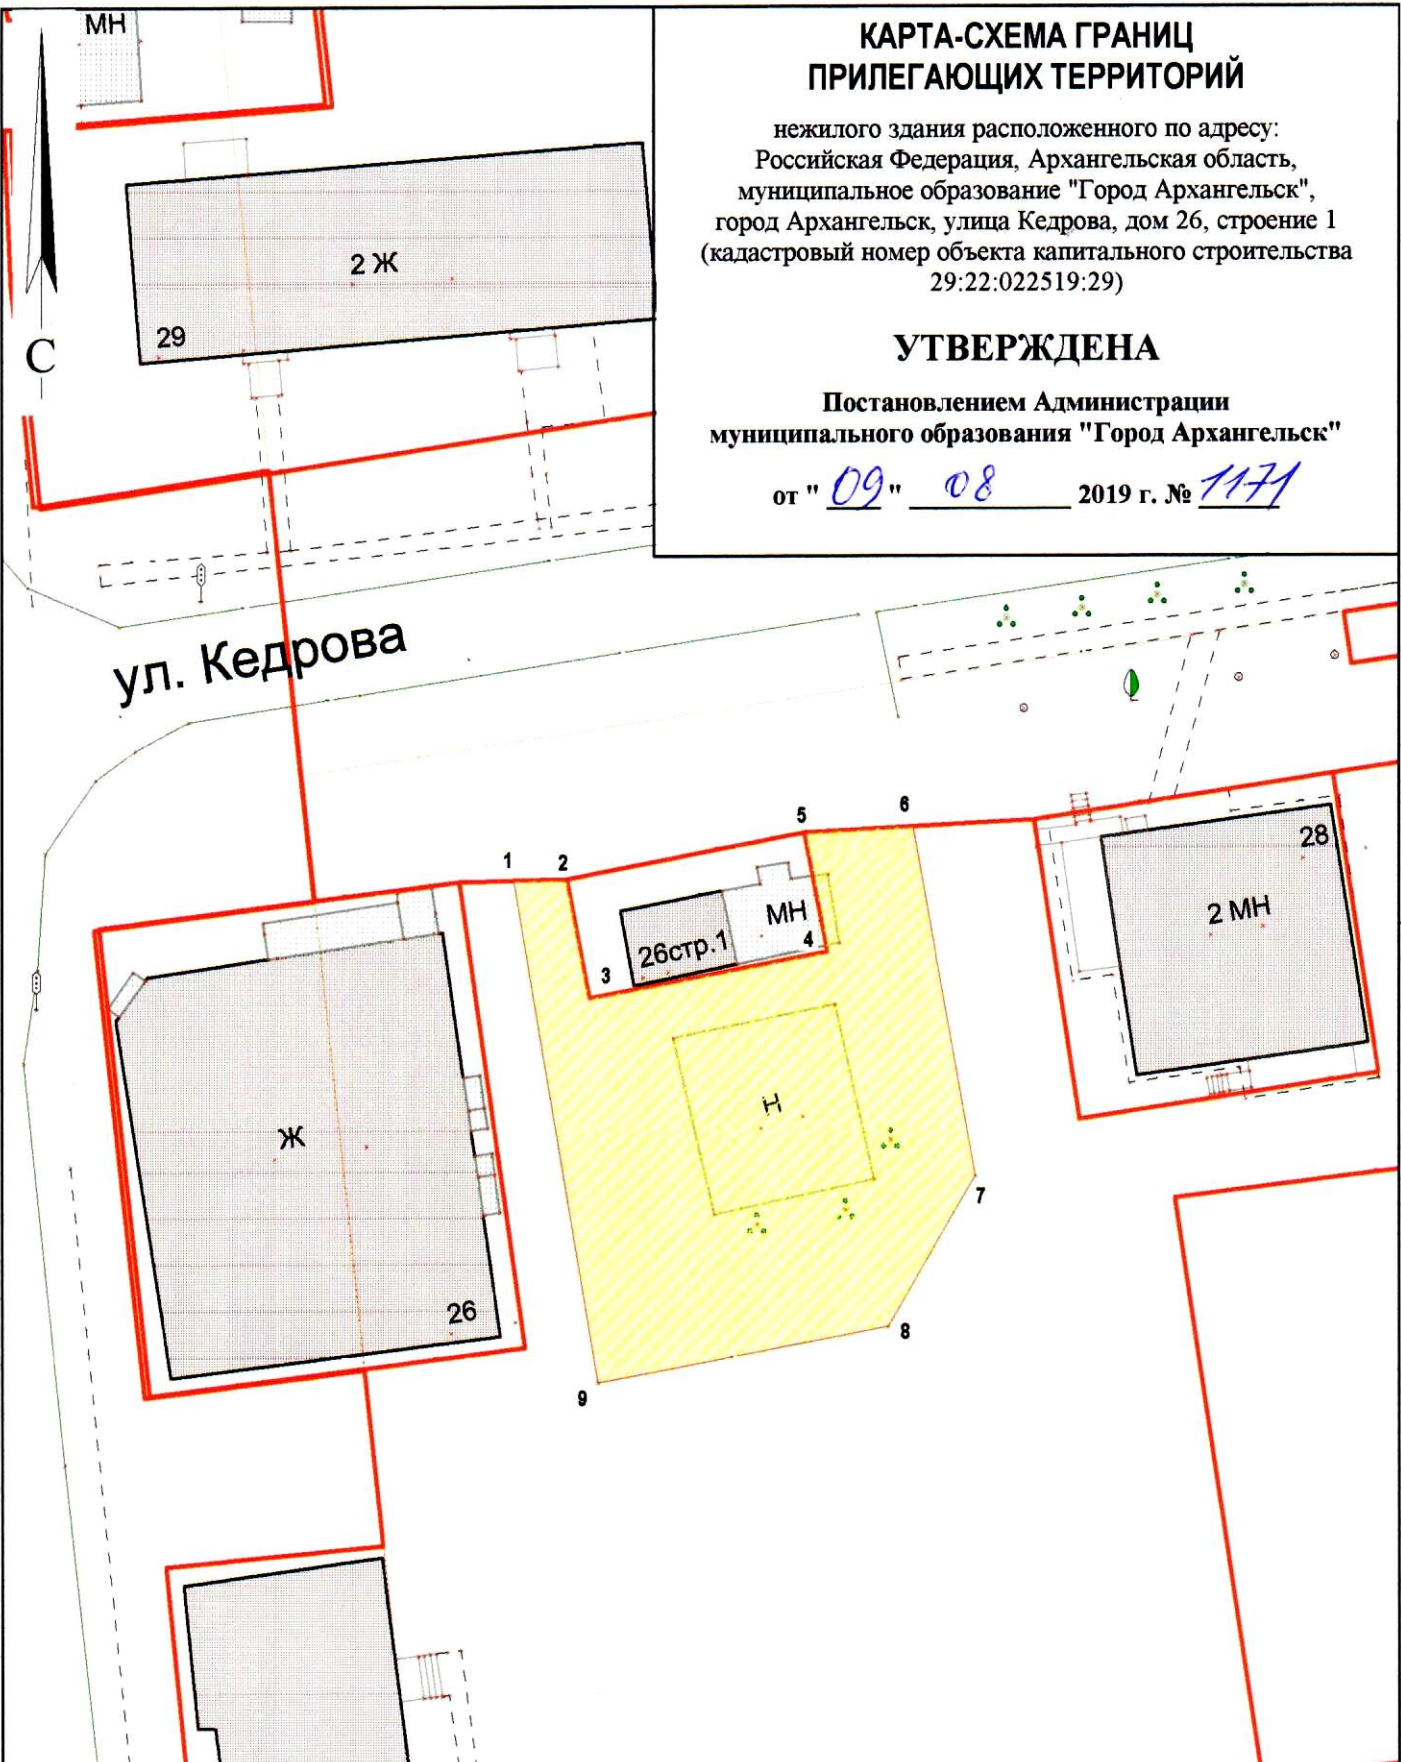 КАРТА-СХЕМА ГРАНИЦ
ПРИЛЕГАЮЩИХ ТЕРРИТОРИЙ
нежилого здания расположенного по адресу:
Российская Федерация, Архангельская область,
муниципальное образование "Город Архангельск",
город Архангельск, улица Кедрова, дом 26, строение 1
(кадастровый номер объекта капитального строительства
29:22:022519:29)
УТВЕРЖДЕНА
Постановлением Администрации
муниципального образования "Город Архангельск"
от "09" 08 2019 г. № 1171
МН
С
2 Ж
29
ул. Кедрова
1
2
5
6
28
2 МН
МН
26стр.1
4
3
Н
Ж
7
26
8
9